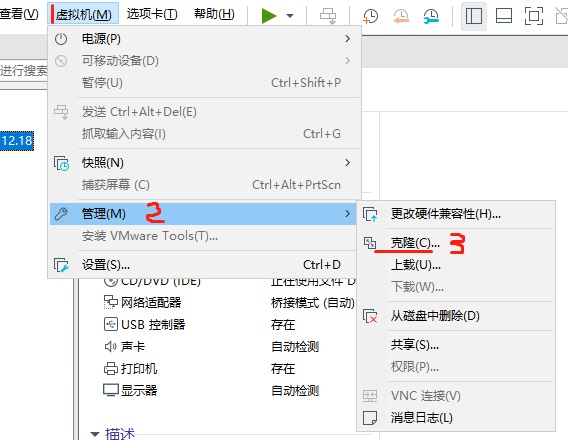 查看(V) 虚拟机(M) 选项卡(T) 帮助(H)
电源(P)
进行搜索
可移动设备(D)
暂停(U) Ctrl+Shift+P
发送 Ctrl+Alt+Del(E)
12.18
抓取输入内容(I) Ctrl+G
快照(N)
捕获屏幕 (C) Ctrl+Alt+PrtScn
管理(M) 2
更改硬件兼容性(H)...
安装 VMware Tools(T)...
克隆(C)... 3
设置(S)... Ctrl+D
上载(U)...
CD/DVD (IDE) 正在使用文件 D
下载(W)...
网络适配器 桥接模式 (自动)
从磁盘中删除(D)
USB 控制器 存在
声卡 自动检测
共享(S)...
打印机 存在
权限(P)...
显示器 自动检测
VNC 连接(V)
消息日志(L)
描述